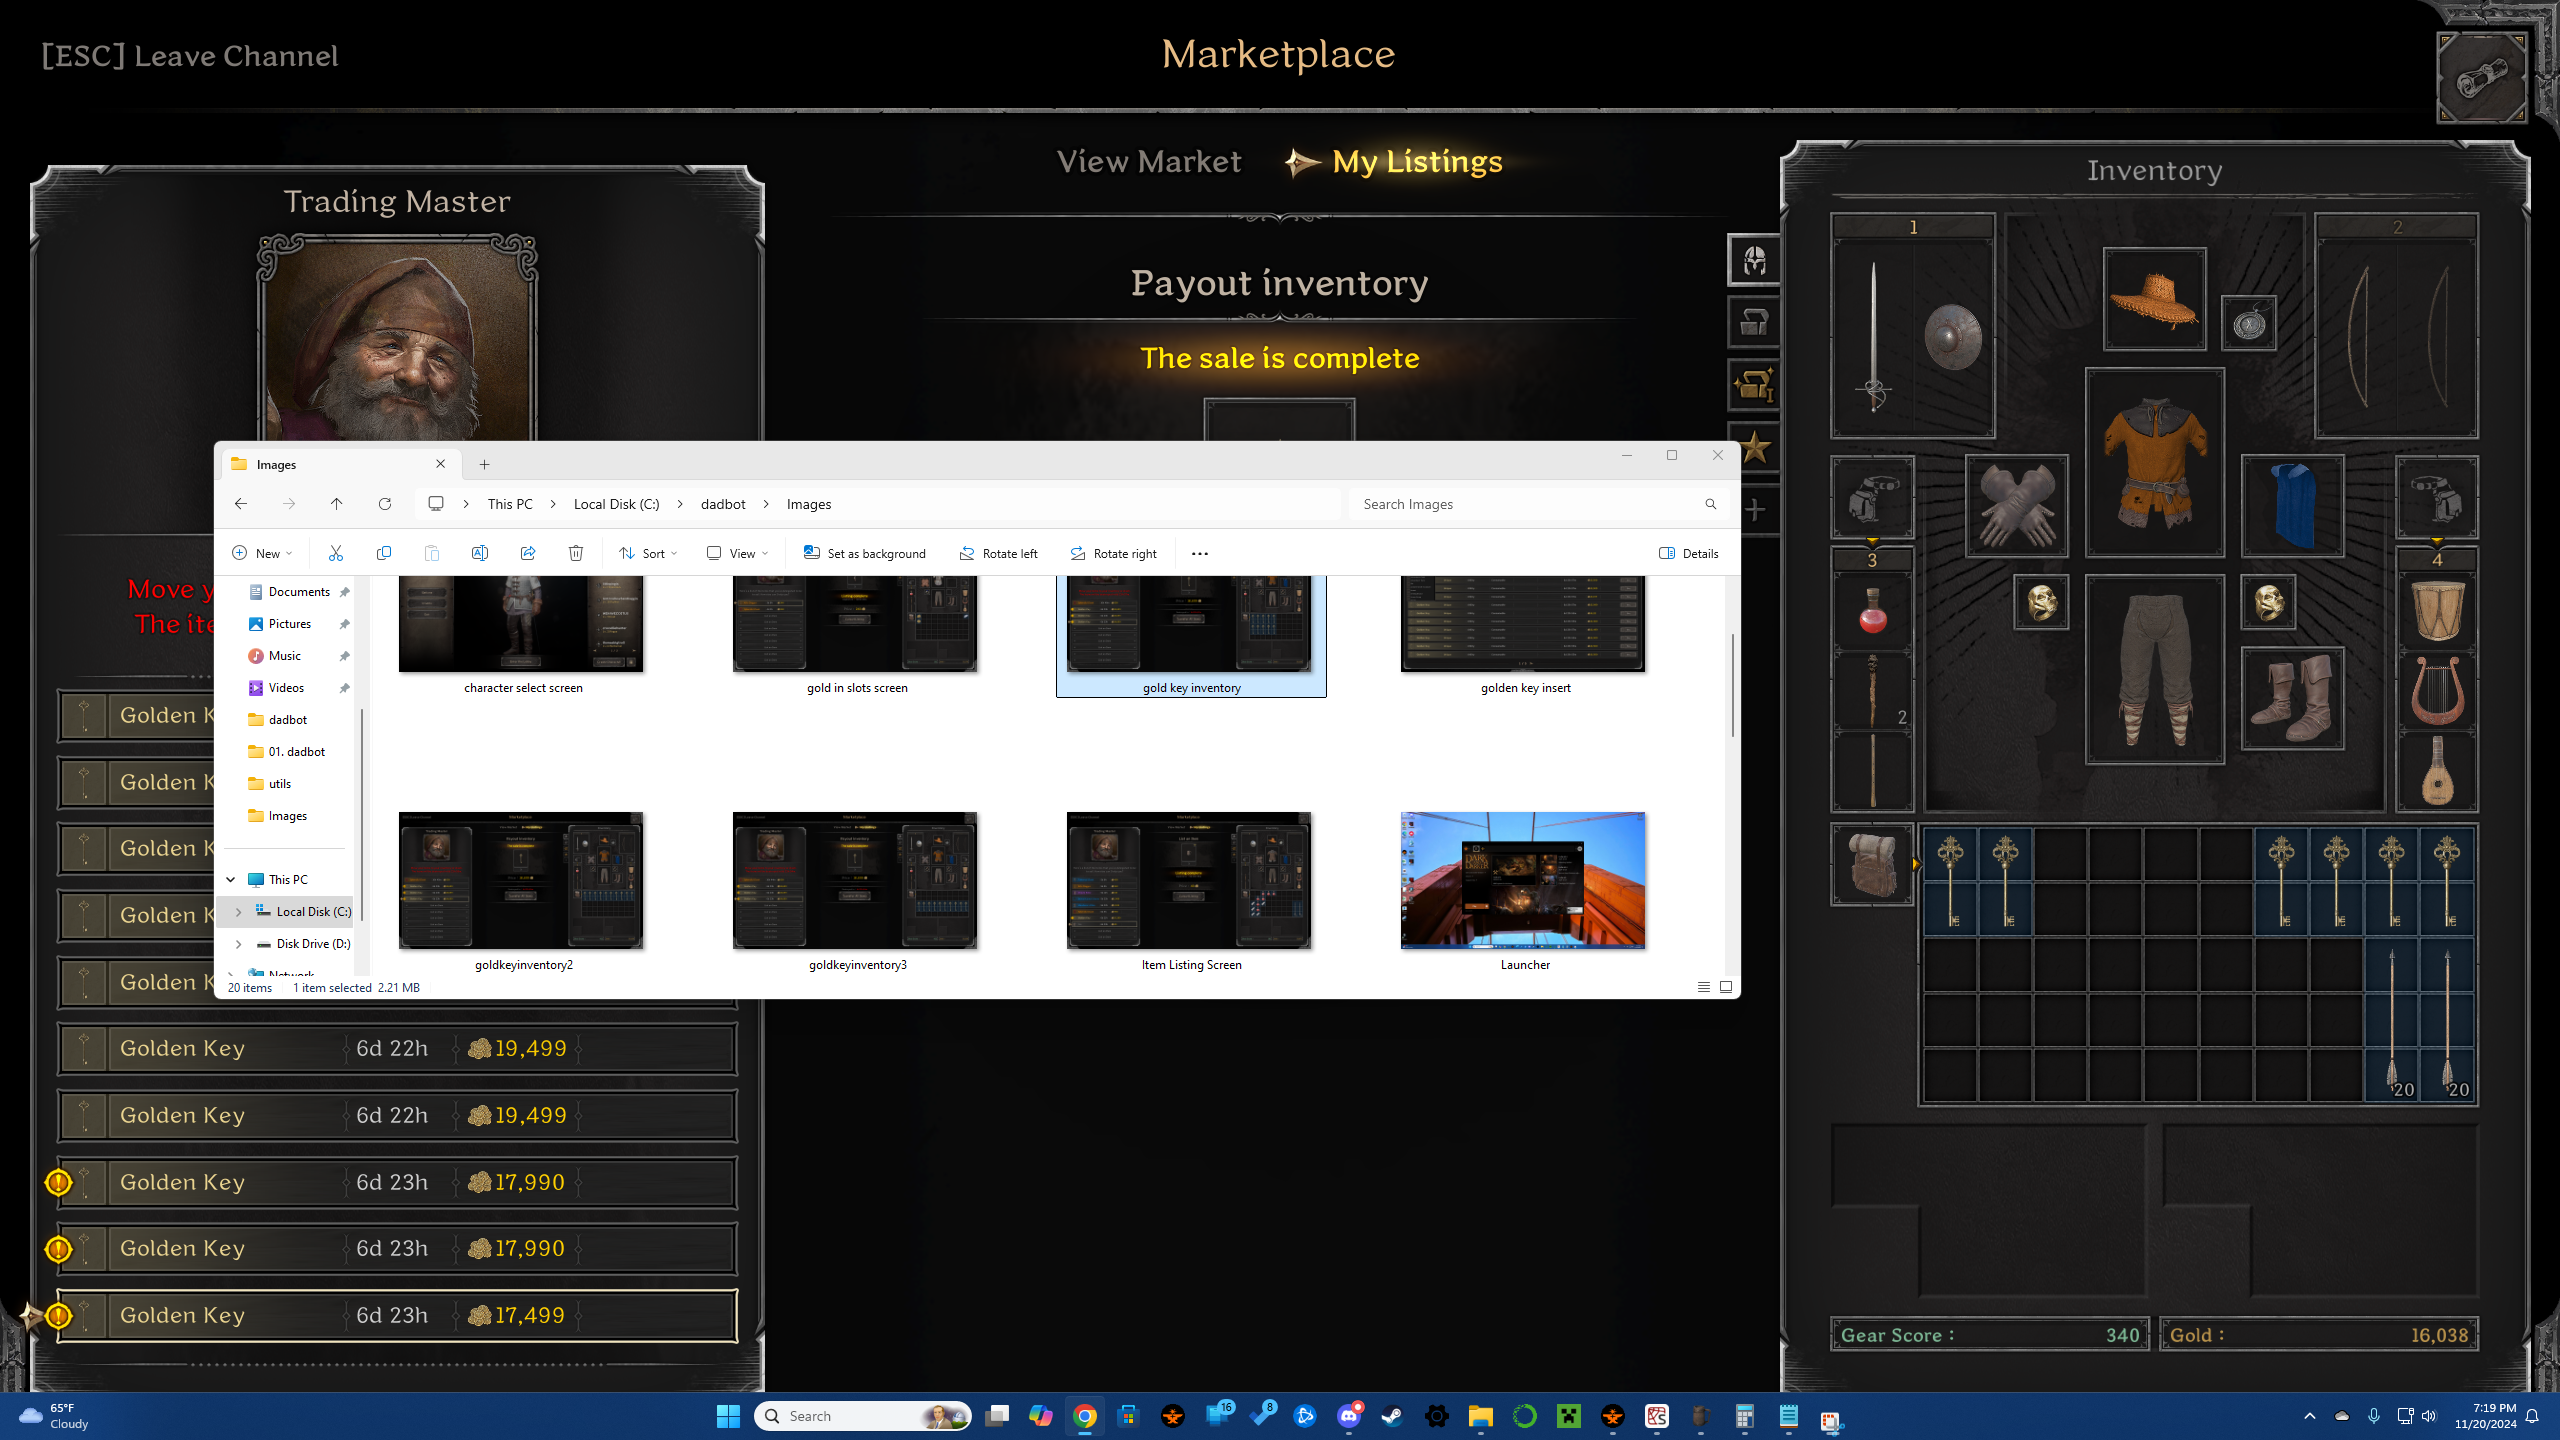 [ESC] Leave Channel
Marketplace
View Market
My Listings
Trading Master
Inventory
1
2
Payout inventory
The sale is complete
Images
This PC
Local Disk (C:)
dadbot
Images
Search Images
New
Sort
View
Set as background
Rotate left
Rotate right
Details
Move y
The ite
Documents
Pictures
Music
Videos
dadbot
01. dadbot
utils
Images
This PC
Local Disk (C:)
Disk Drive (D:)
Network
character select screen
gold in slots screen
gold key inventory
golden key insert
goldkeyinventory2
goldkeyinventory3
Item Listing Screen
Launcher
20 items
1 item selected 2.21 MB
3
4
2
Golden K
Golden K
Golden K
Golden K
Golden K
Golden Key 6d 22h 19,499
Golden Key 6d 22h 19,499
Golden Key 6d 23h 17,990
Golden Key 6d 23h 17,990
Golden Key 6d 23h 17,499
20
20
Gear Score : 340
Gold : 16,038
65°F
Cloudy
Search
16
8
7:19 PM
11/20/2024